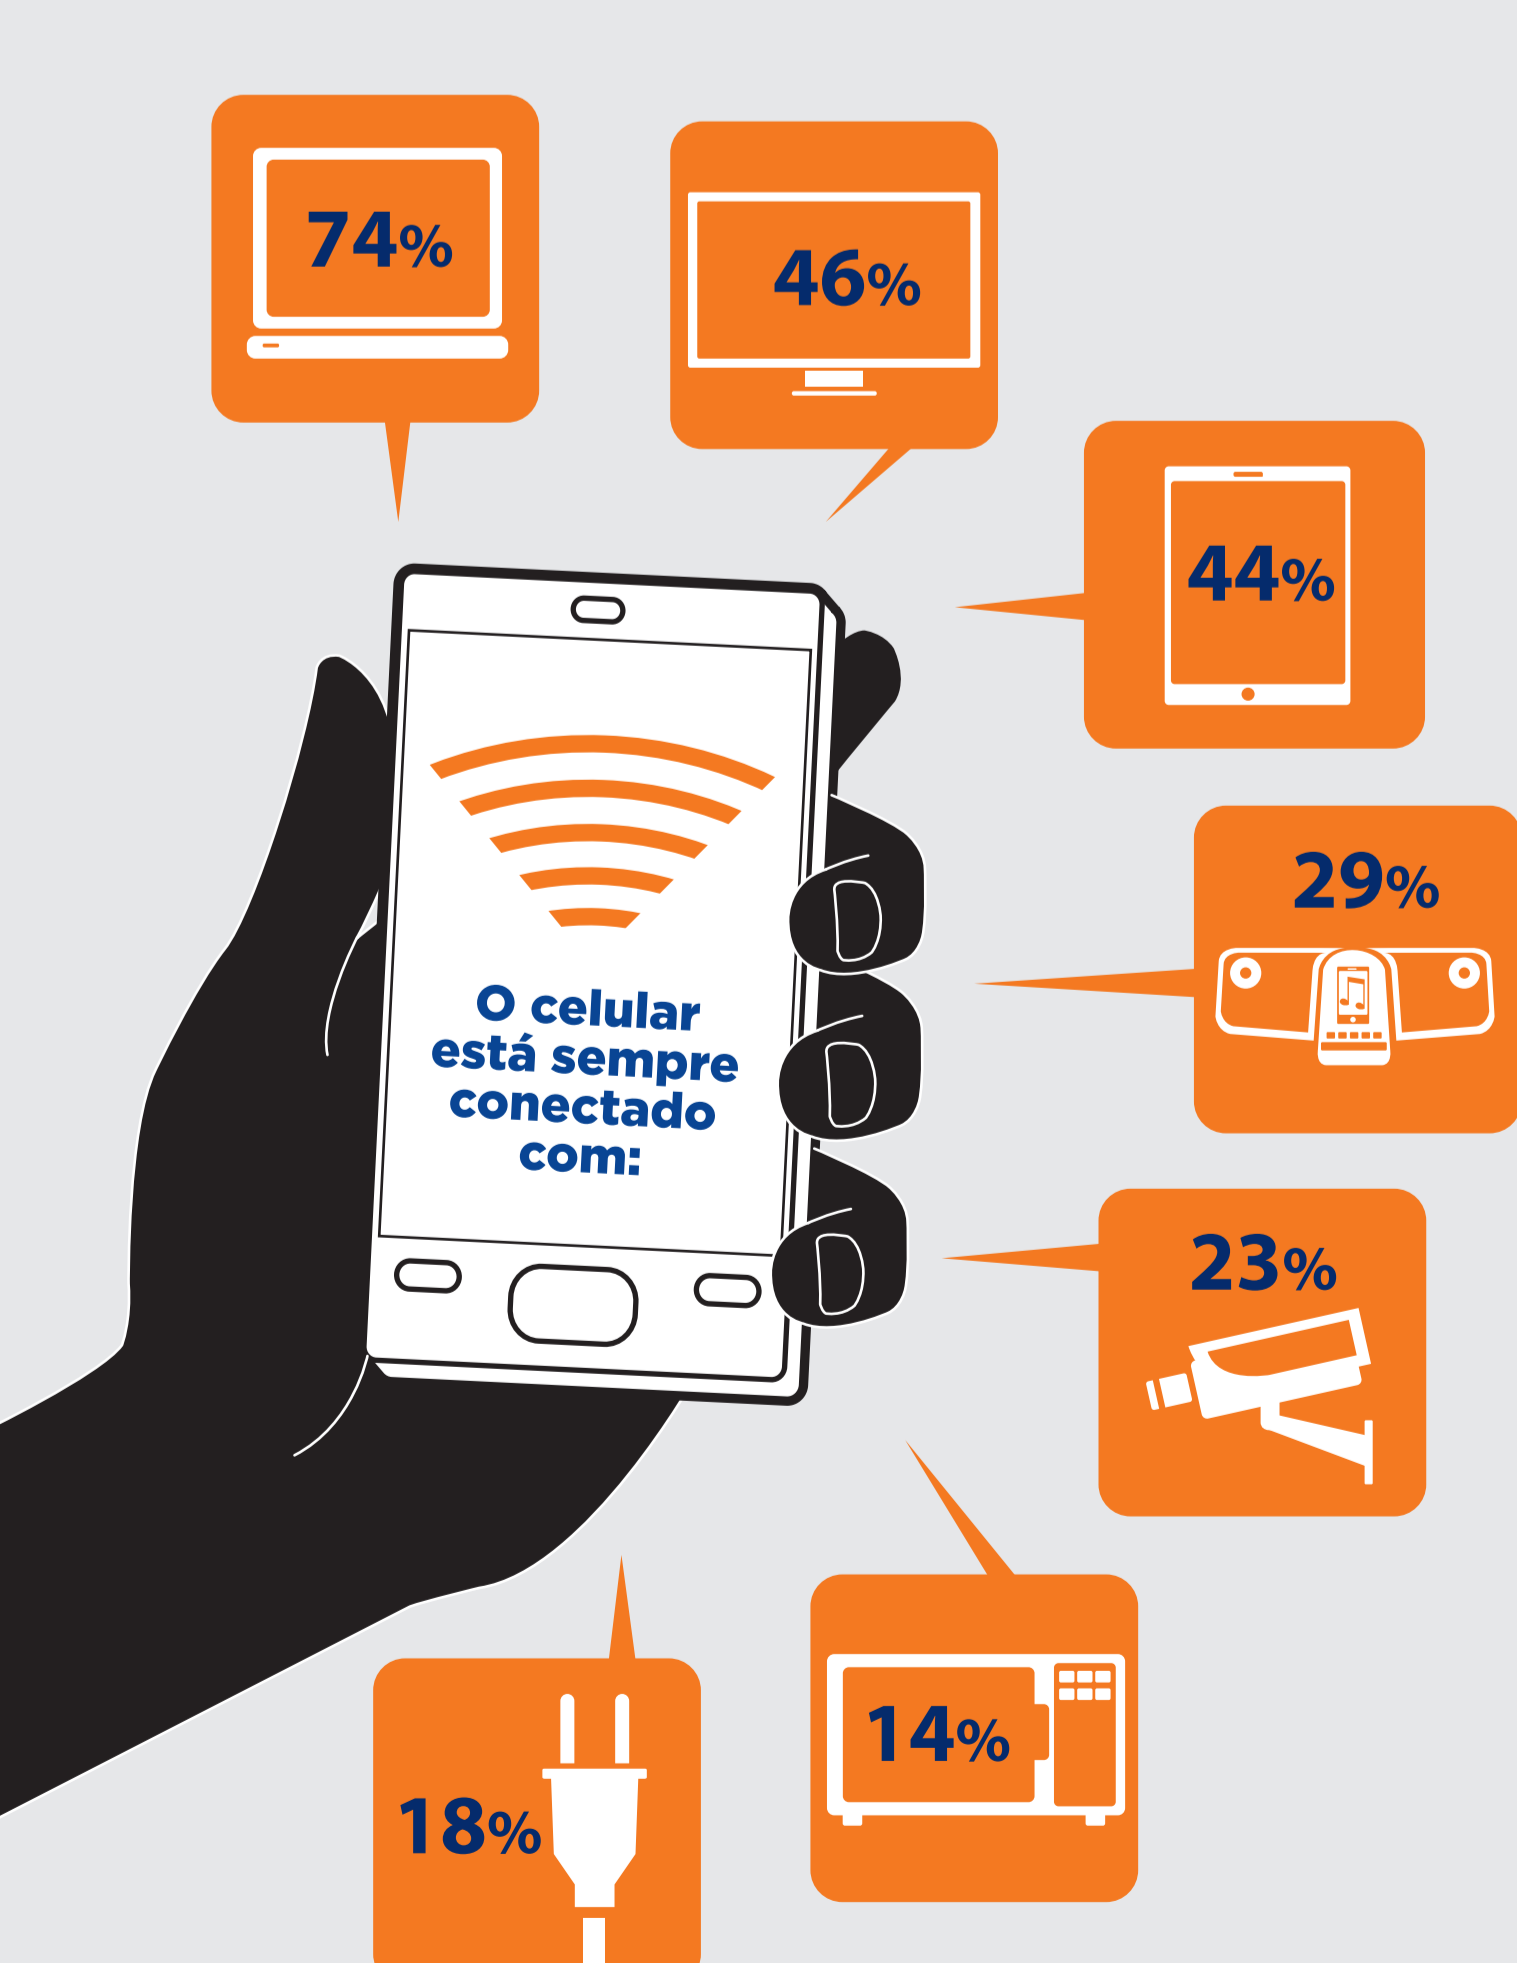 74%
46%
44%
29%
O celular
está sempre
conectado
com:
23%
14%
18%